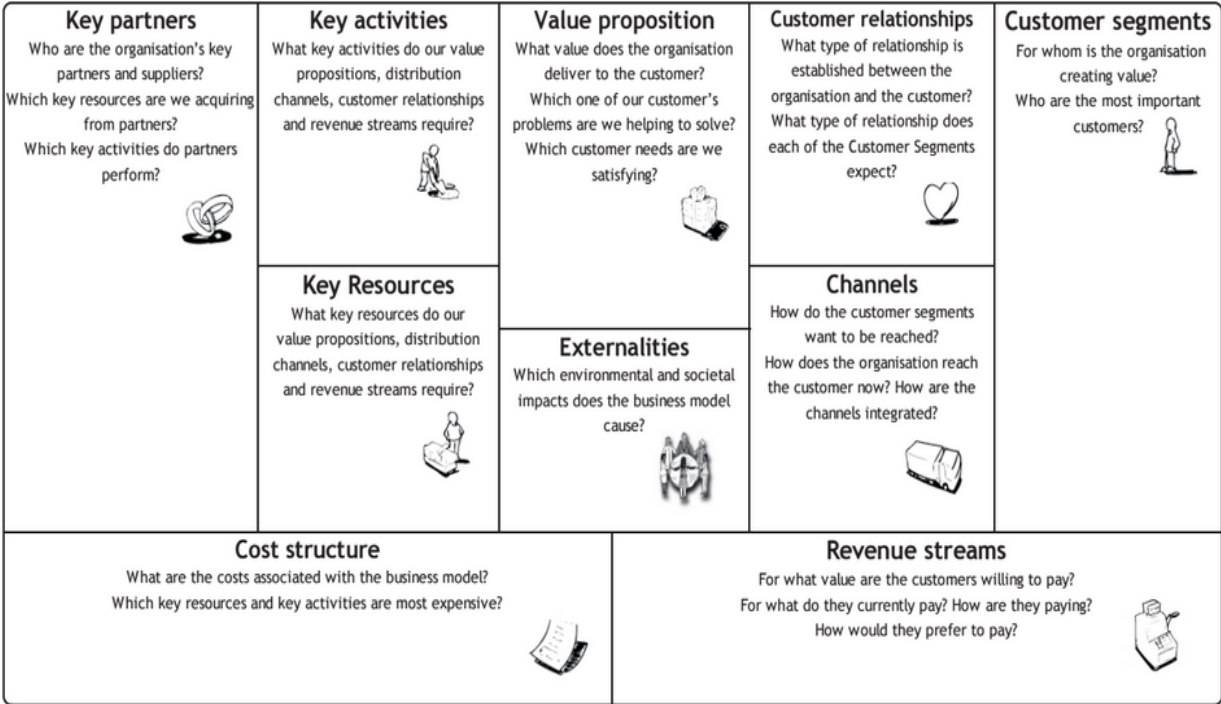 Key partners
Who are the organisation's key
partners and suppliers?
Which key resources are we acquiring
from partners?
Which key activities do partners
perform?
Key activities
What key activities do our value
propositions, distribution
channels, customer relationships
and revenue streams require?
Key Resources
What key resources do our
value propositions, distribution
channels, customer relationships
and revenue streams require?
Value proposition
What value does the organisation
deliver to the customer?
Which one of our customer's
problems are we helping to solve?
Which customer needs are we
satisfying?
Externalities
Which environmental and societal
impacts does the business model
cause?
Customer relationships
What type of relationship is
established between the
organisation and the customer?
What type of relationship does
each of the Customer Segments
expect?
Channels
How do the customer segments
want to be reached?
How does the organisation reach
the customer now? How are the
channels integrated?
Customer segments
For whom is the organisation
creating value?
Who are the most important
customers?
Cost structure
What are the costs associated with the business model?
Which key resources and key activities are most expensive?
Revenue streams
For what value are the customers willing to pay?
For what do they currently pay? How are they paying?
How would they prefer to pay?